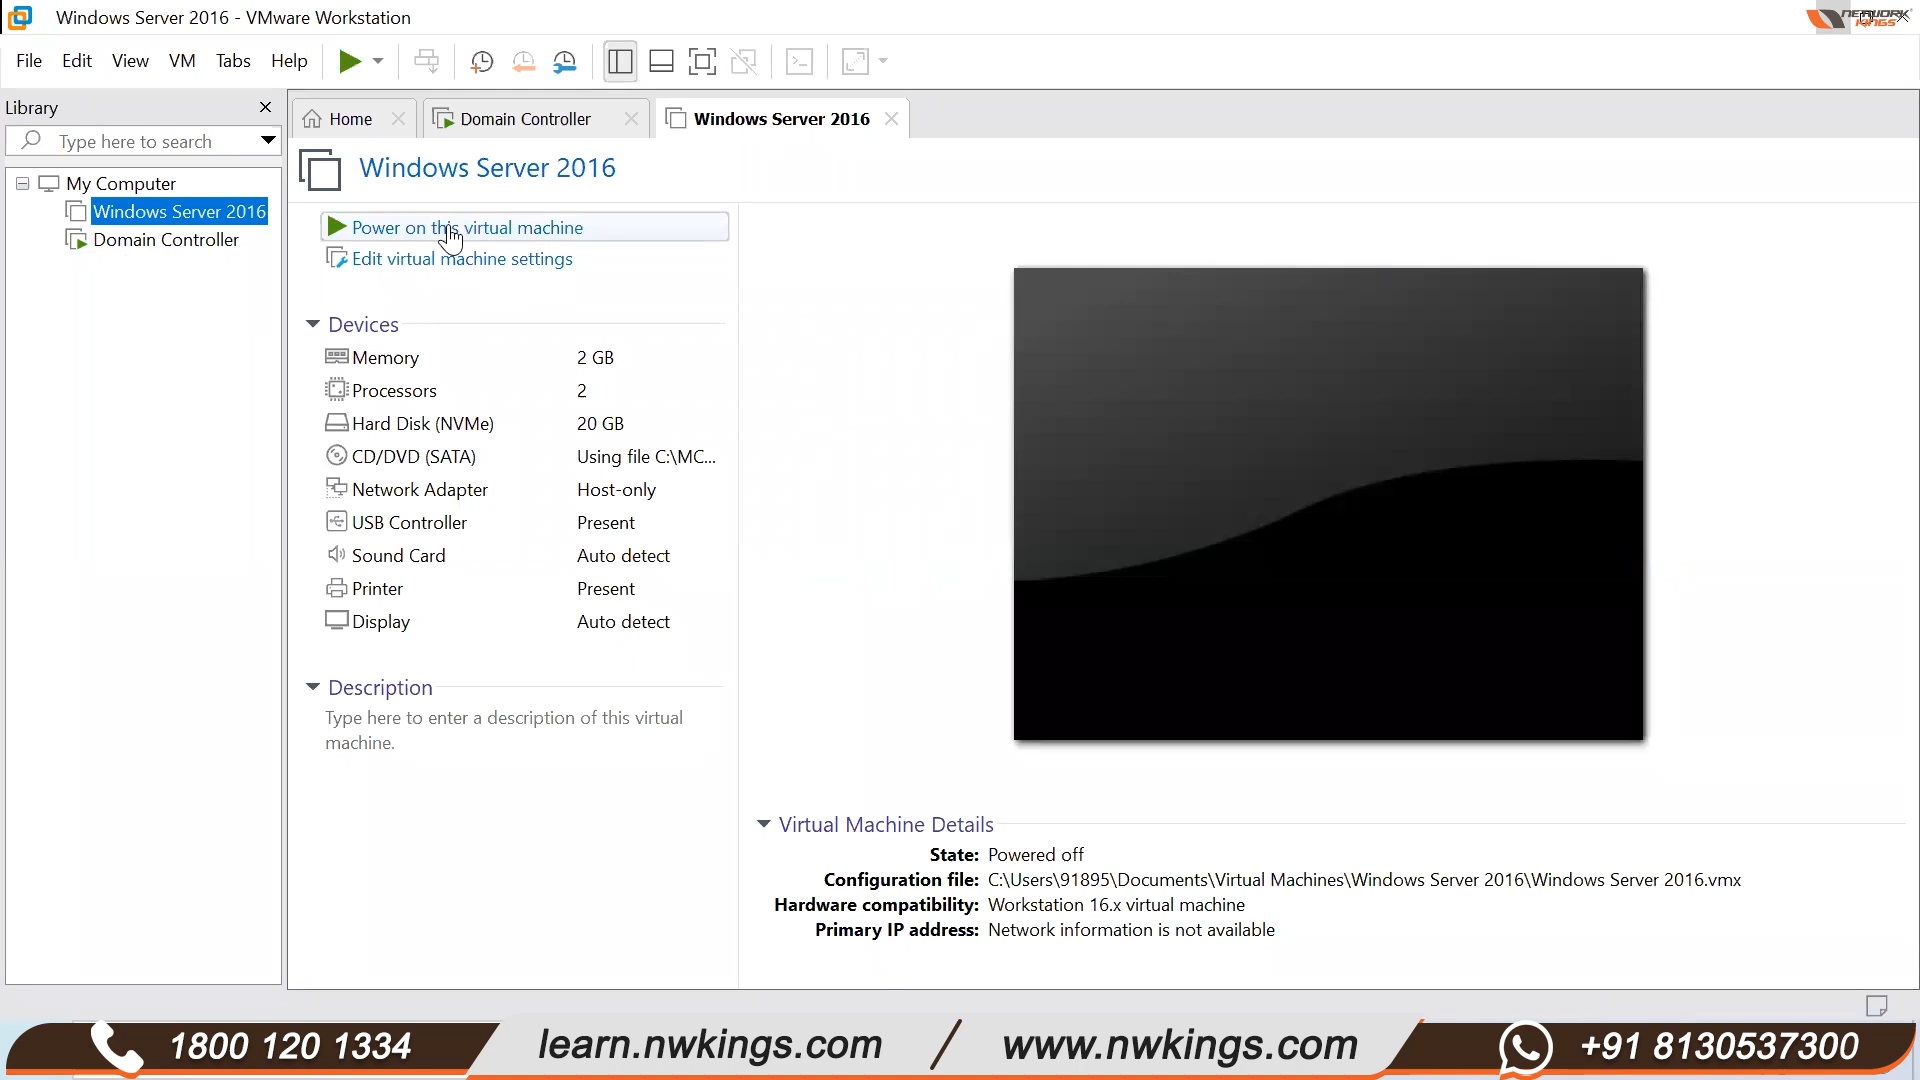 Windows Server 2016 - VMware Workstation
NETWORK
KINGS
File Edit View VM Tabs Help
Library
Type here to search
My Computer
Windows Server 2016
Domain Controller
Home
Domain Controller
Windows Server 2016
Windows Server 2016
Power on this virtual machine
Edit virtual machine settings
Devices
Memory 2 GB
Processors 2
Hard Disk (NVMe) 20 GB
CD/DVD (SATA) Using file C:\MC...
Network Adapter Host-only
USB Controller Present
Sound Card Auto detect
Printer Present
Display Auto detect
Description
Type here to enter a description of this virtual
machine.
Virtual Machine Details
State: Powered off
Configuration file: C:\Users\91895\Documents\Virtual Machines\Windows Server 2016\Windows Server 2016.vmx
Hardware compatibility: Workstation 16.x virtual machine
Primary IP address: Network information is not available
1800 120 1334 learn.nwkings.com / www.nwkings.com +91 8130537300